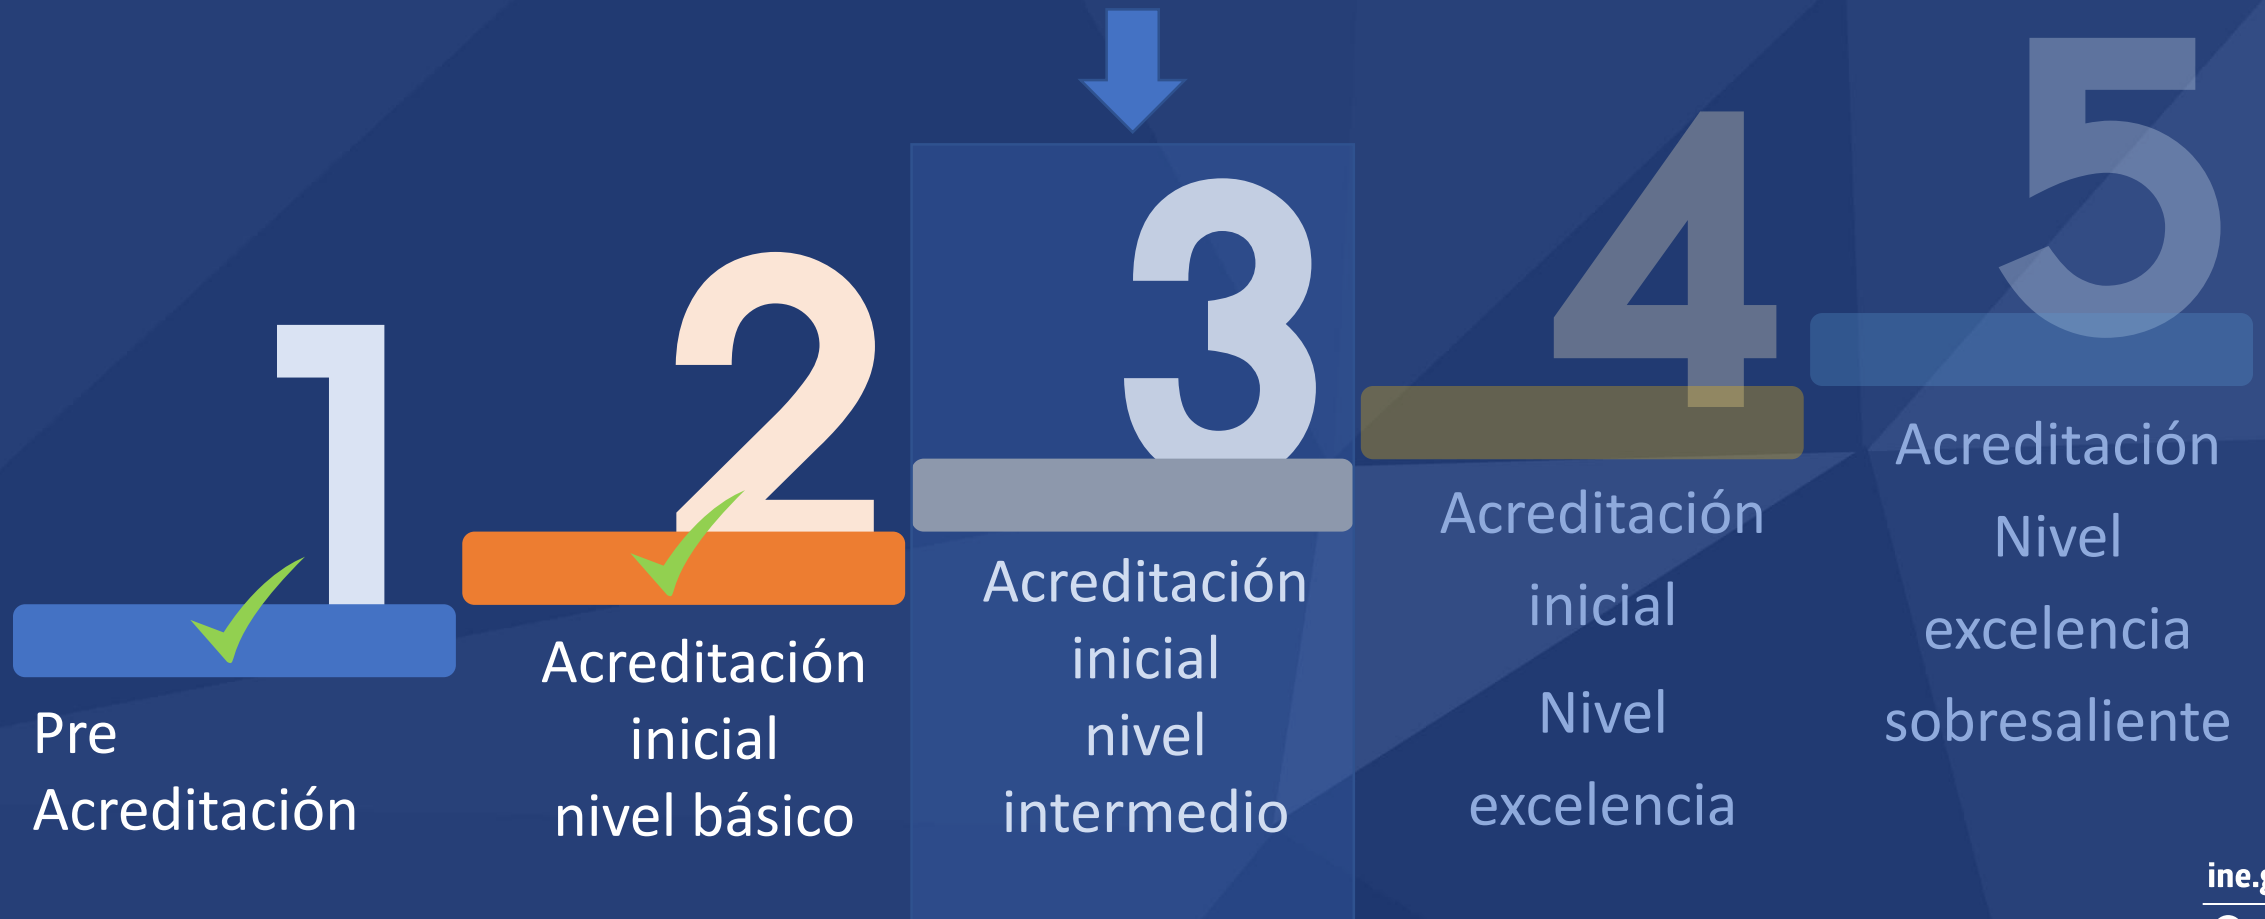 1
Pre
Acreditación
2
Acreditación
inicial
nivel básico
3
Acreditación
inicial
nivel
intermedio
4
Acreditación
inicial
Nivel
excelencia
5
Acreditación
Nivel
excelencia
sobresaliente